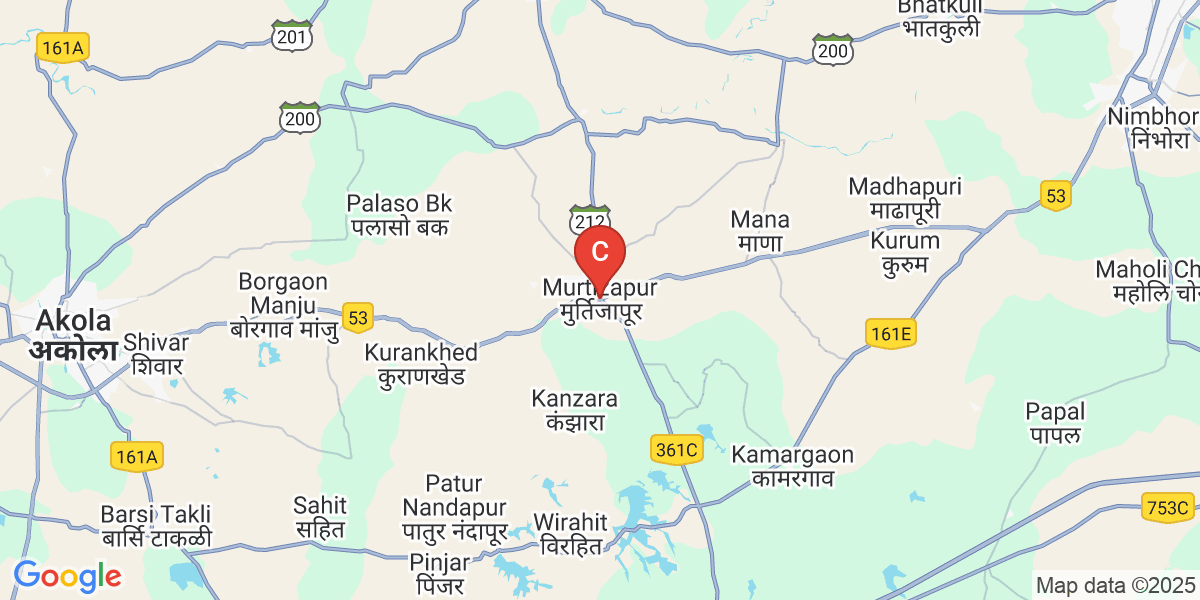 Bhatkuli
भातकुली
201
161A
200
200
Nimbhor
निंभोरा
Palaso Bk
पलासो बक
Madhapuri
माढापूरी
53
212
Mana
माणा
C
Kurum
कुरुम
Borgaon
Manju
बोरगाव मांजु
Murtizapur
मुर्तिजापूर
Maholi Ch
महोलि चोर
53
Akola
अकोला
Shivar
शिवार
161E
Kurankhed
कुराणखेड
Kanzara
कंझारा
Papal
पापल
161A
361C
Kamargaon
कामरगाव
Patur
Nandapur
पातुर नंदापूर
Sahit
सहित
753C
Barsi Takli
बार्सि टाकळी
Wirahit
विरहित
Pinjar
पिंजर
Google
Map data ©2025